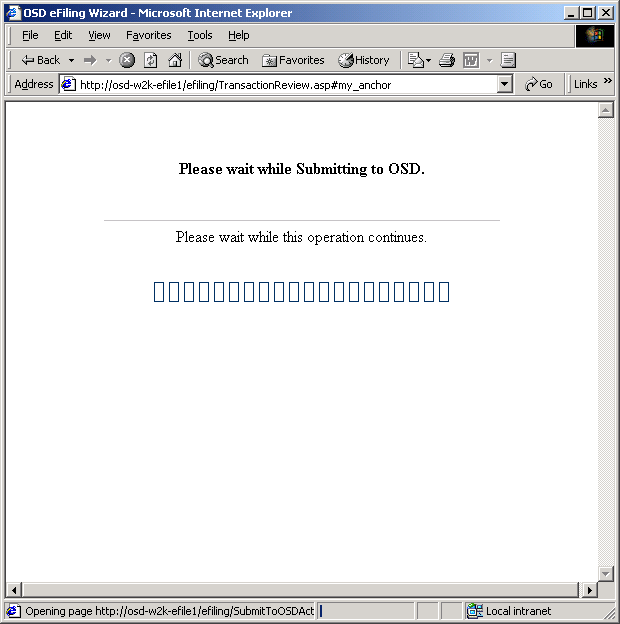 OSD eFiling Wizard - Microsoft Internet Explorer
File Edit View Favorites Tools Help
Back Search Favorites History
Address http://osd-w2k-efile1/efiling/TransactionReview.asp#my_anchor Go Links »
Please wait while Submitting to OSD.
Please wait while this operation continues.
Opening page http://osd-w2k-efile1/efiling/SubmitToOSDAct Local intranet